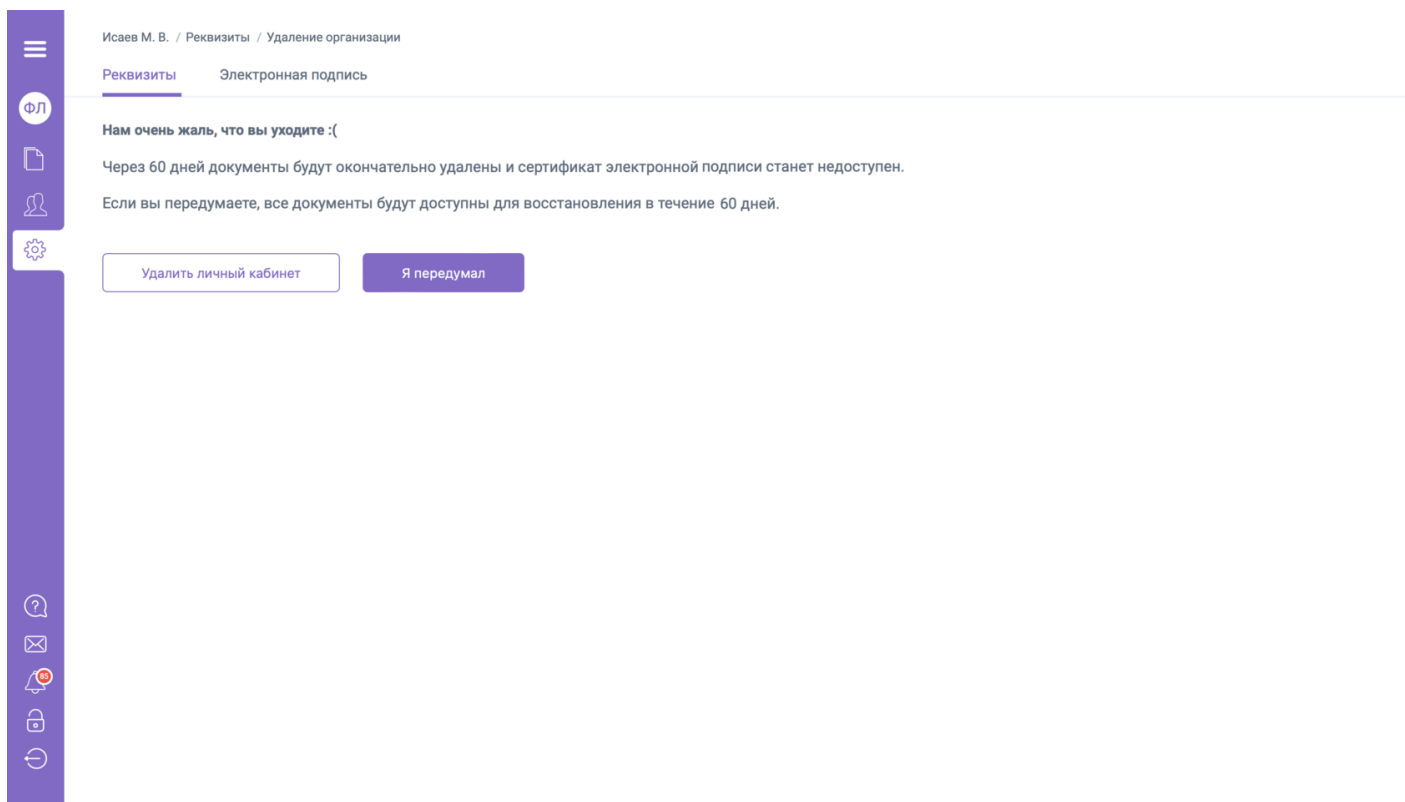 Исаев М. В. / Реквизиты / Удаление организации
Реквизиты Электронная подпись
ФЛ
Нам очень жаль, что вы уходите :(
Через 60 дней документы будут окончательно удалены и сертификат электронной подписи станет недоступен.
Если вы передумаете, все документы будут доступны для восстановления в течение 60 дней.
Удалить личный кабинет Я передумал
?
85